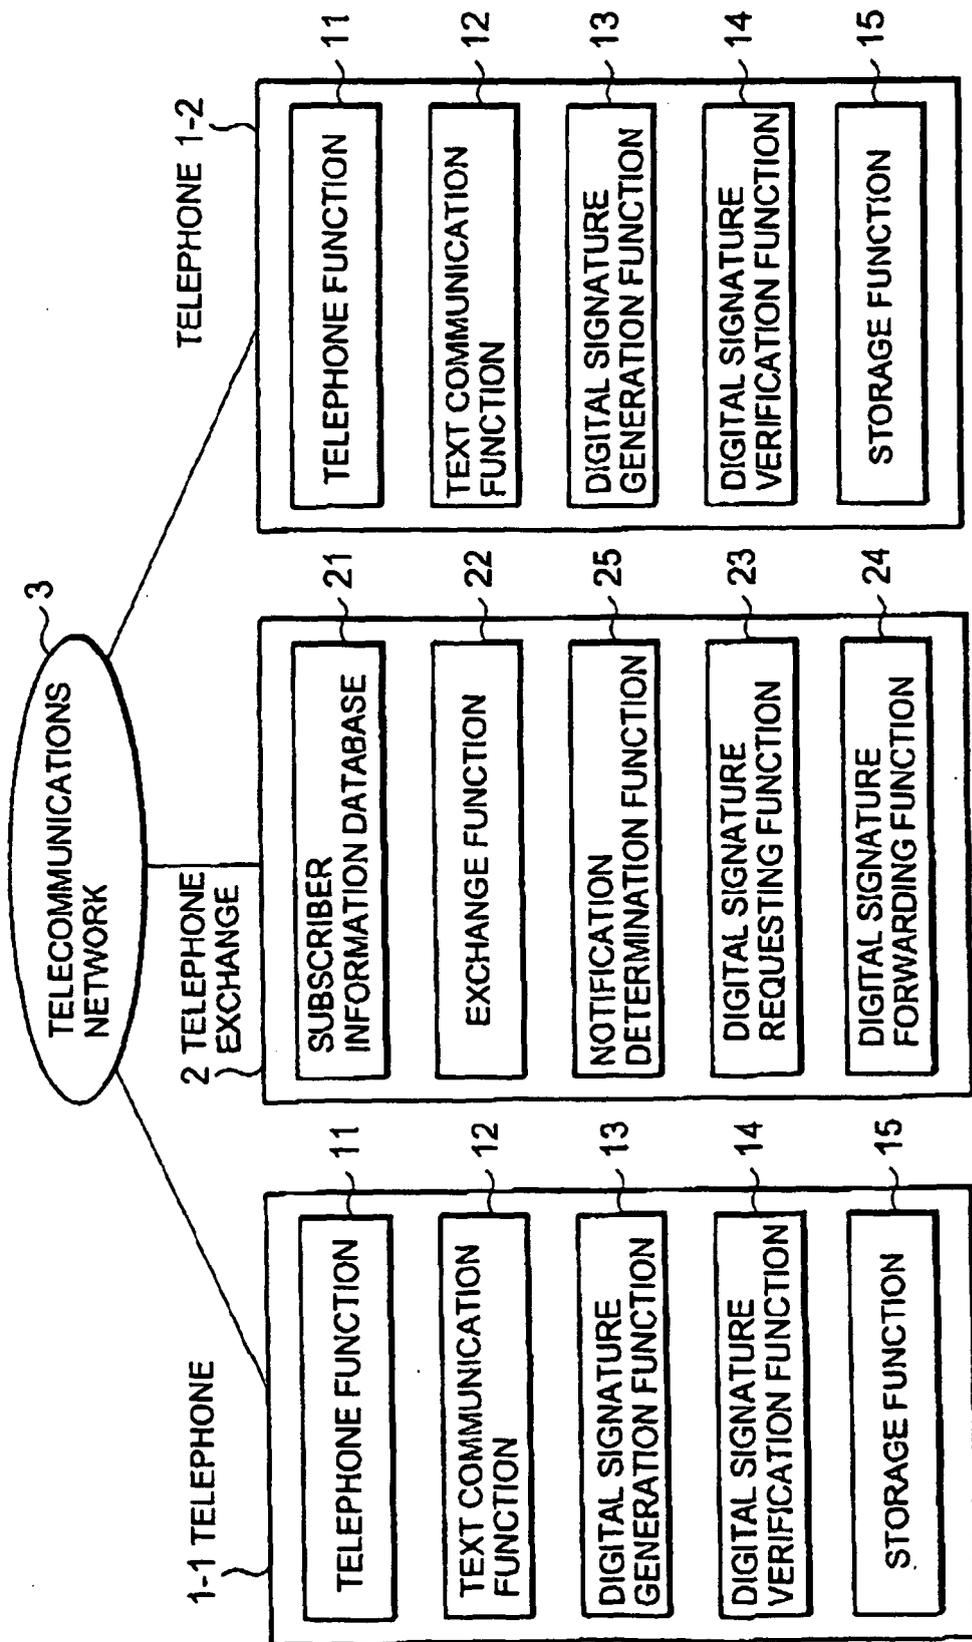 3
TELECOMMUNICATIONS
NETWORK
1-1 TELEPHONE
TELEPHONE FUNCTION
11
TEXT COMMUNICATION
FUNCTION
12
DIGITAL SIGNATURE
GENERATION FUNCTION
13
DIGITAL SIGNATURE
VERIFICATION FUNCTION
14
STORAGE FUNCTION
15
2 TELEPHONE
EXCHANGE
SUBSCRIBER
INFORMATION DATABASE
21
EXCHANGE FUNCTION
22
NOTIFICATION
DETERMINATION FUNCTION
25
DIGITAL SIGNATURE
REQUESTING FUNCTION
23
DIGITAL SIGNATURE
FORWARDING FUNCTION
24
TELEPHONE 1-2
TELEPHONE FUNCTION
11
TEXT COMMUNICATION
FUNCTION
12
DIGITAL SIGNATURE
GENERATION FUNCTION
13
DIGITAL SIGNATURE
VERIFICATION FUNCTION
14
STORAGE FUNCTION
15